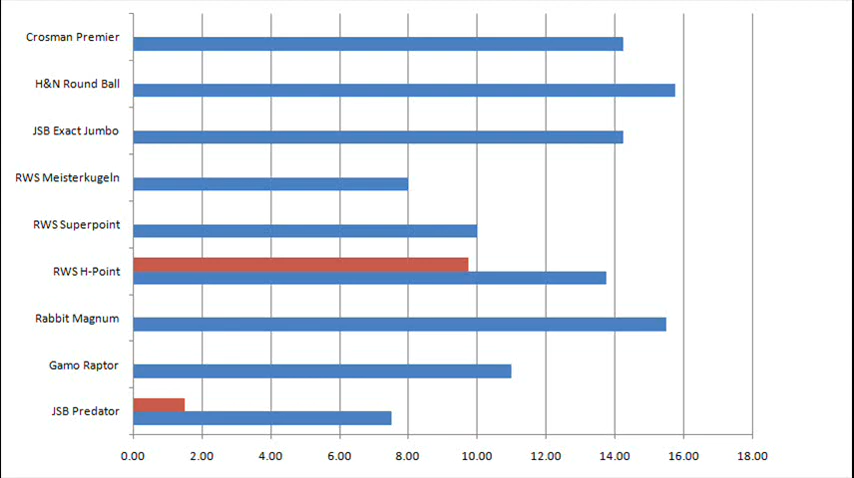 Crosman Premier
H&N Round Ball
JSB Exact Jumbo
RWS Meisterkugeln
RWS Superpoint
RWS H-Point
Rabbit Magnum
Gamo Raptor
JSB Predator
0.00 2.00 4.00 6.00 8.00 10.00 12.00 14.00 16.00 18.00